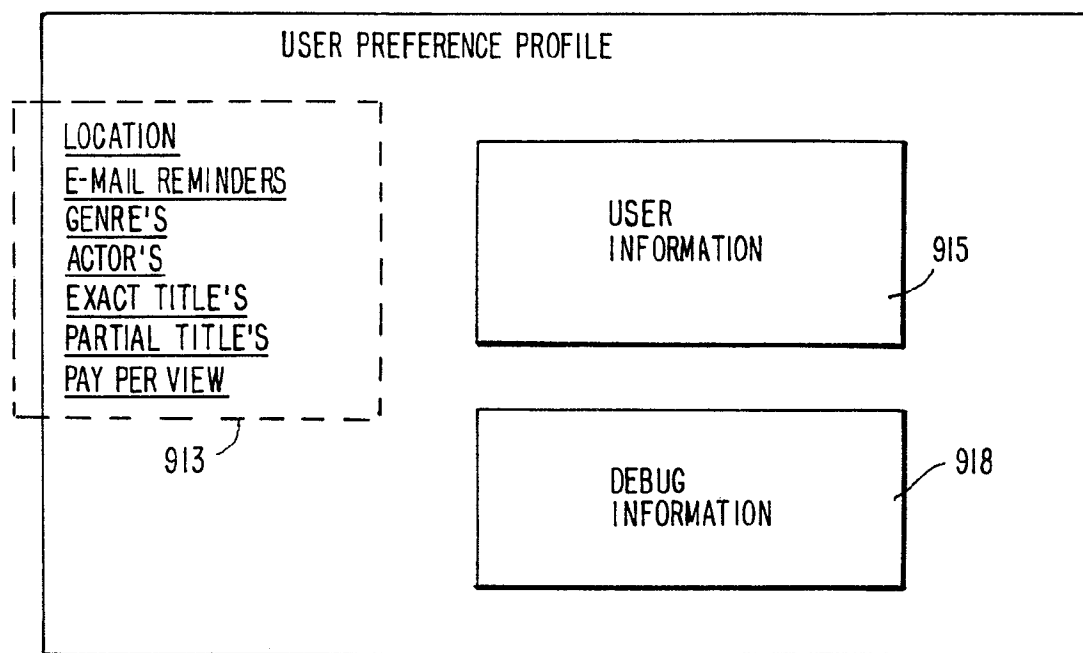 USER PREFERENCE PROFILE
LOCATION
E-MAIL REMINDERS
GENRE'S
ACTOR'S
EXACT TITLE'S
PARTIAL TITLE'S
PAY PER VIEW
913
USER
INFORMATION
915
DEBUG
INFORMATION
918